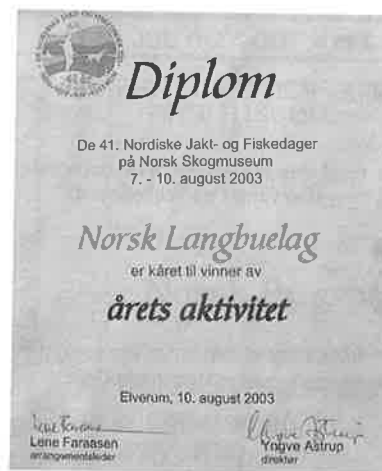 Diplom
De 41. Nordiske Jakt- og Fiskedager
på Norsk Skogmuseum
7. - 10. august 2003
Norsk Langbuelag
er kåret til vinner av
årets aktivitet
Elverum, 10. august 2003
Lene Faraasen
arrangementsleder
Yngve Astrup
direktør